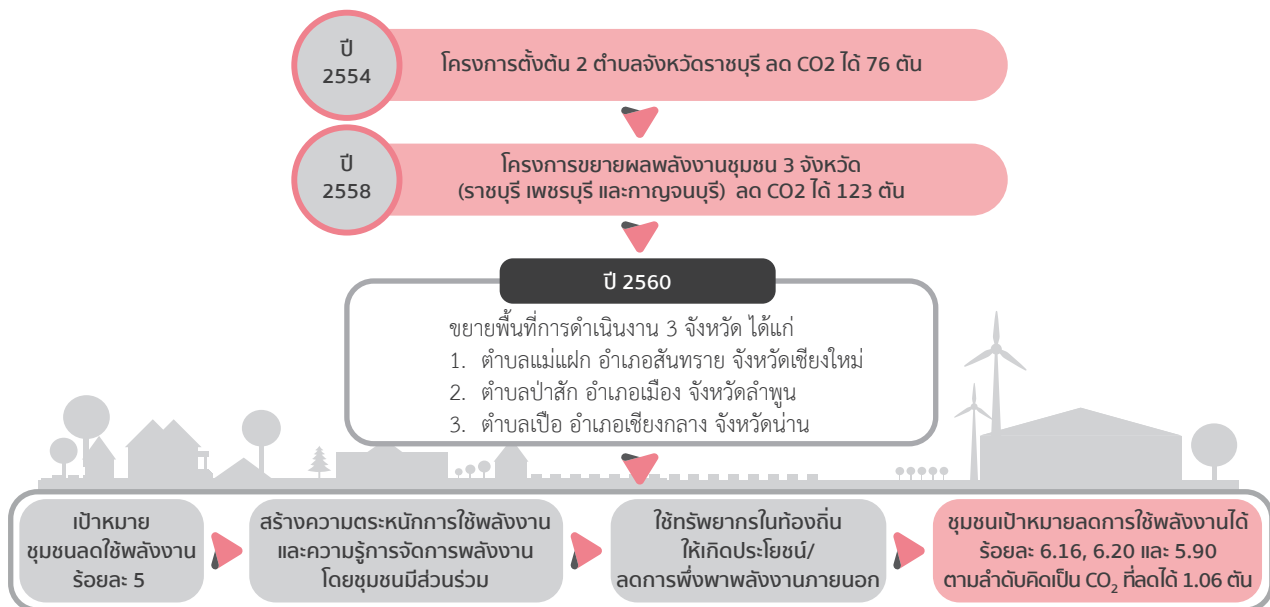 ปี
2554
โครงการตั้งต้น 2 ตำบลจังหวัดราชบุรี ลด CO2 ได้ 76 ตัน
ปี
2558
โครงการขยายผลพลังงานชุมชน 3 จังหวัด
(ราชบุรี เพชรบุรี และกาญจนบุรี) ลด CO2 ได้ 123 ตัน
ปี 2560
ขยายพื้นที่การดำเนินงาน 3 จังหวัด ได้แก่
1. ตำบลแม่แฝก อำเภอสันทราย จังหวัดเชียงใหม่
2. ตำบลป่าสัก อำเภอเมือง จังหวัดลำพูน
3. ตำบลเปือ อำเภอเชียงกลาง จังหวัดน่าน
เป้าหมาย
ชุมชนลดใช้พลังงาน
ร้อยละ 5
สร้างความตระหนักการใช้พลังงาน
และความรู้การจัดการพลังงาน
โดยชุมชนมีส่วนร่วม
ใช้ทรัพยากรในท้องถิ่น
ให้เกิดประโยชน์/
ลดการพึ่งพาพลังงานภายนอก
ชุมชนเป้าหมายลดการใช้พลังงานได้
ร้อยละ 6.16, 6.20 และ 5.90
ตามลำดับคิดเป็น CO₂ ที่ลดได้ 1.06 ตัน